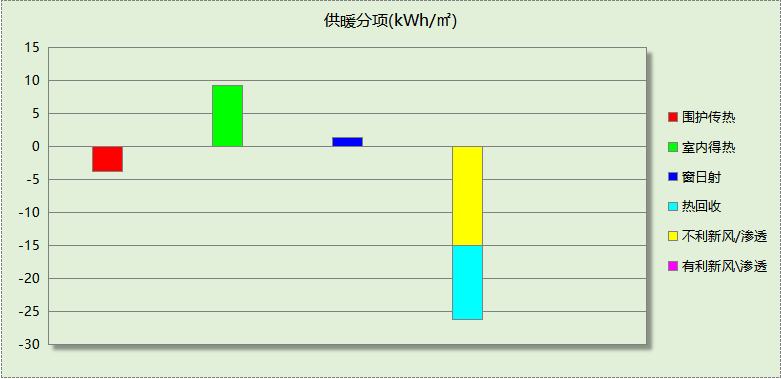 供暖分项(kWh/㎡)
15
10
5
0
-5
-10
-15
-20
-25
-30
围护传热
室内得热
窗日射
热回收
不利新风/渗透
有利新风\渗透